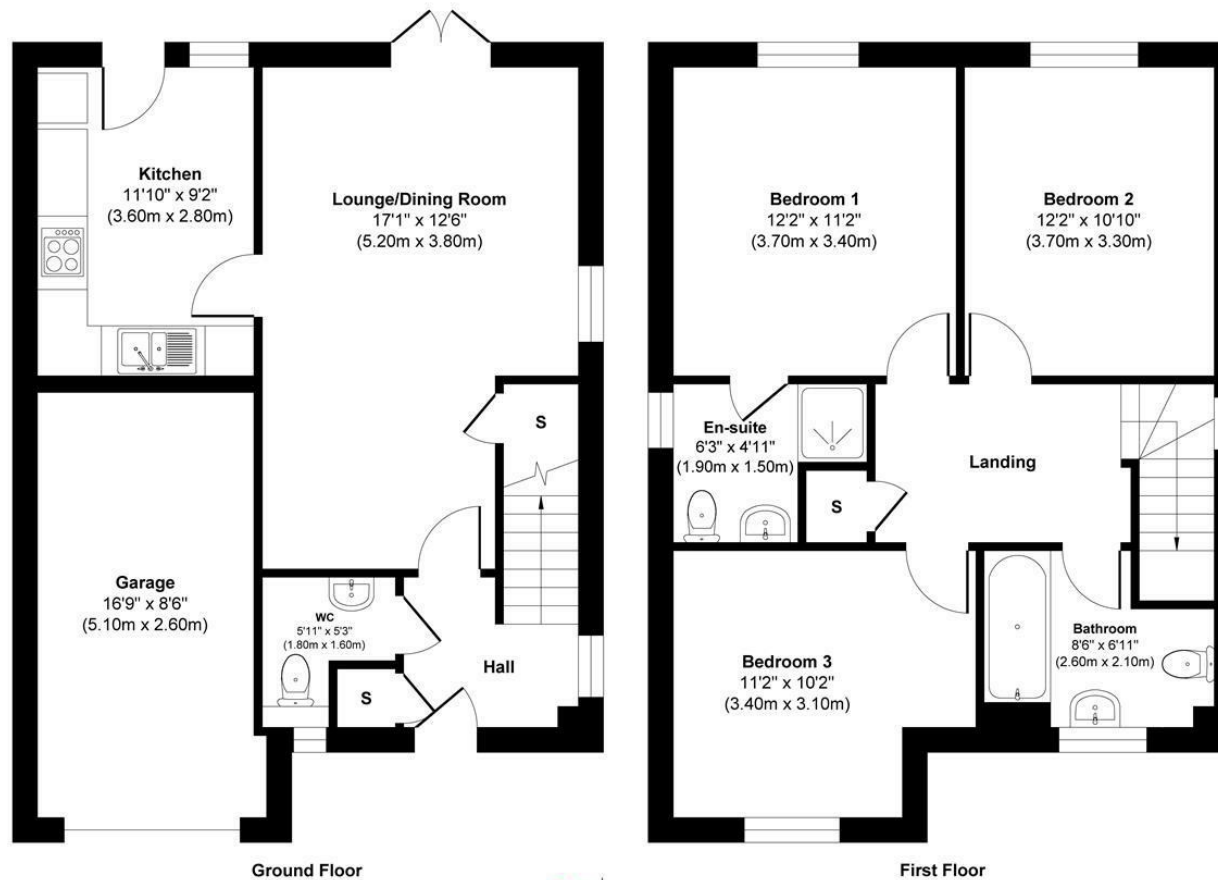 Kitchen
11'10" x 9'2"
(3.60m x 2.80m)
Lounge/Dining Room
17'1" x 12'6"
(5.20m x 3.80m)
S
Garage
16'9" x 8'6"
(5.10m x 2.60m)
WC
5'11" x 5'3"
(1.80m x 1.60m)
S
Hall
Ground Floor
Bedroom 1
12'2" x 11'2"
(3.70m x 3.40m)
Bedroom 2
12'2" x 10'10"
(3.70m x 3.30m)
En-suite
6'3" x 4'11"
(1.90m x 1.50m)
S
Landing
Bedroom 3
11'2" x 10'2"
(3.40m x 3.10m)
Bathroom
8'6" x 6'11"
(2.60m x 2.10m)
First Floor